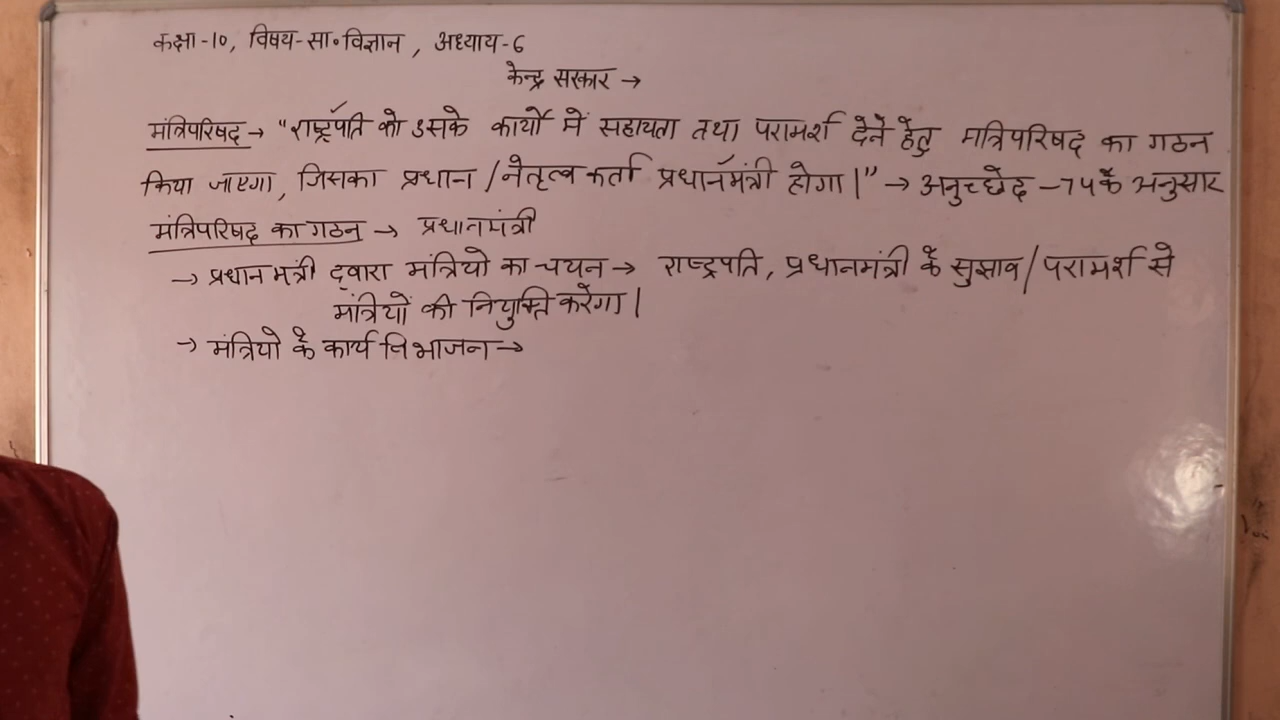 कक्षा-10, विषय-सा॰विज्ञान, अध्याय-6
केन्द्र सरकार →
मंत्रिपरिषद → "राष्ट्रपति को उसके कार्यो में सहायता तथा परामर्श देने हेतु मात्रिपरिषद का गठन
किया जाएगा, जिसका प्रधान/नेतृत्व कर्ता प्रधानमंत्री होगा।" → अनुच्छेद -74 के अनुसार
मंत्रिपरिषद का गठन → प्रधानमंत्री
→ प्रधानमंत्री द्वारा मंत्रियो का चयन → राष्ट्रपति, प्रधानमंत्री के सुझाव/परामर्श से
मंत्रियों की नियुक्ति करेगा।
→ मंत्रियो के कार्य विभाजन →